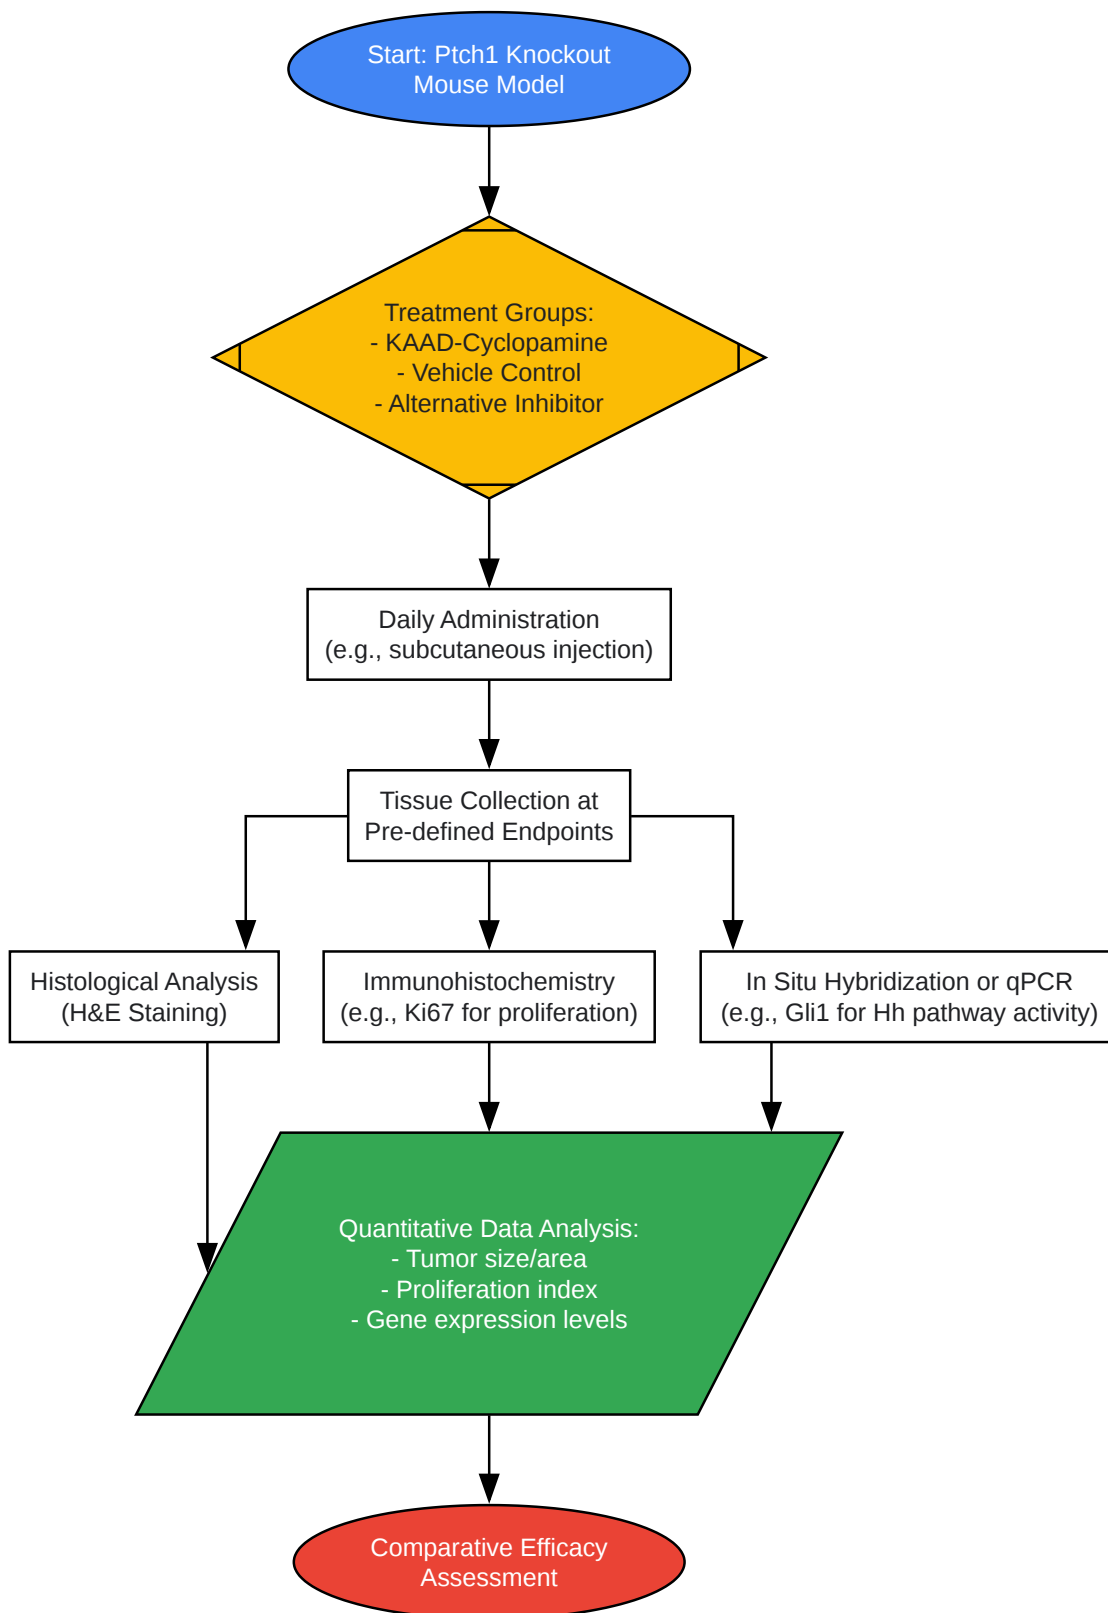 Start: Ptch1 Knockout
Mouse Model
Treatment Groups:
- KAAD-Cyclopamine
- Vehicle Control
- Alternative Inhibitor
Daily Administration
(e.g., subcutaneous injection)
Tissue Collection at
Pre-defined Endpoints
Histological Analysis
(H&E Staining)
Immunohistochemistry
(e.g., Ki67 for proliferation)
In Situ Hybridization or qPCR
(e.g., Gli1 for Hh pathway activity)
Quantitative Data Analysis:
- Tumor size/area
- Proliferation index
- Gene expression levels
Comparative Efficacy
Assessment